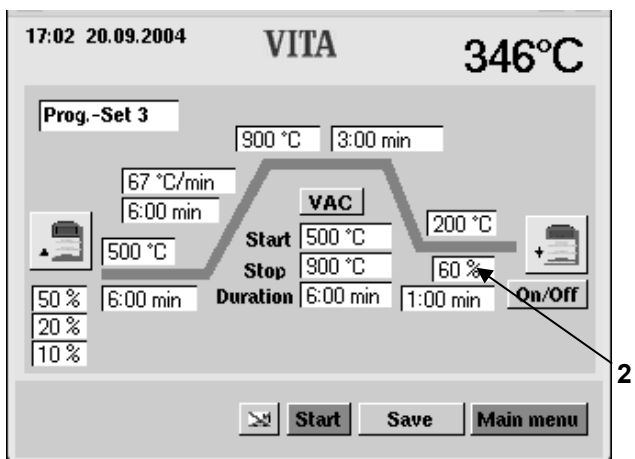 17:02 20.09.2004
VITA
346°C
Prog.-Set 3
900 °C
3:00 min
67 °C/min
6:00 min
VAC
500 °C
Start 500 °C
200 °C
Stop 900 °C
60 %
50 %
6:00 min
Duration 6:00 min
1:00 min
On/Off
20 %
10 %
2
Start
Save
Main menu